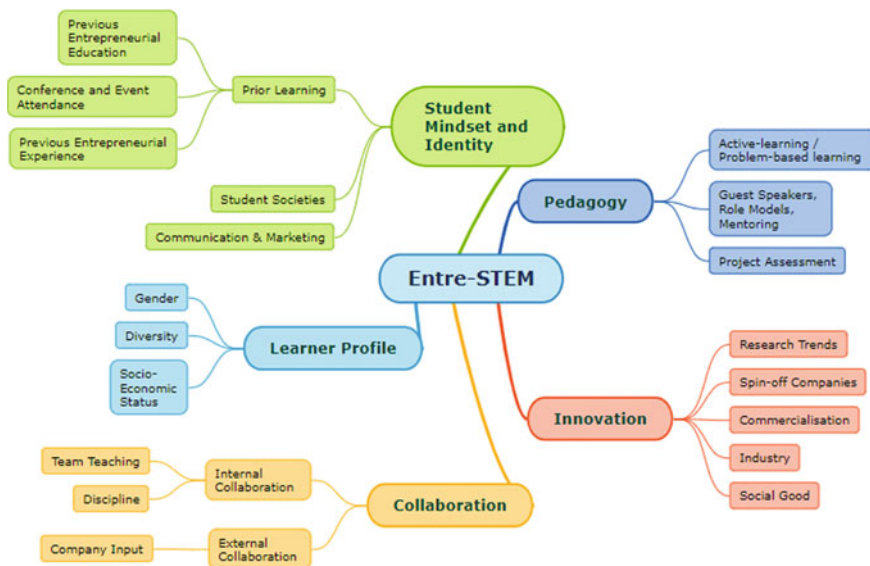 Previous
Entrepreneurial
Education
Conference and Event
Attendance
Previous Entrepreneurial
Experience
Prior Learning
Student Societies
Communication & Marketing
Student
Mindset and
Identity
Pedagogy
Active-learning /
Problem-based learning
Guest Speakers,
Role Models,
Mentoring
Project Assessment
Entre-STEM
Gender
Diversity
Socio-
Economic
Status
Learner Profile
Innovation
Research Trends
Spin-off Companies
Commercialisation
Industry
Social Good
Team Teaching
Discipline
Internal
Collaboration
Company Input
External
Collaboration
Collaboration